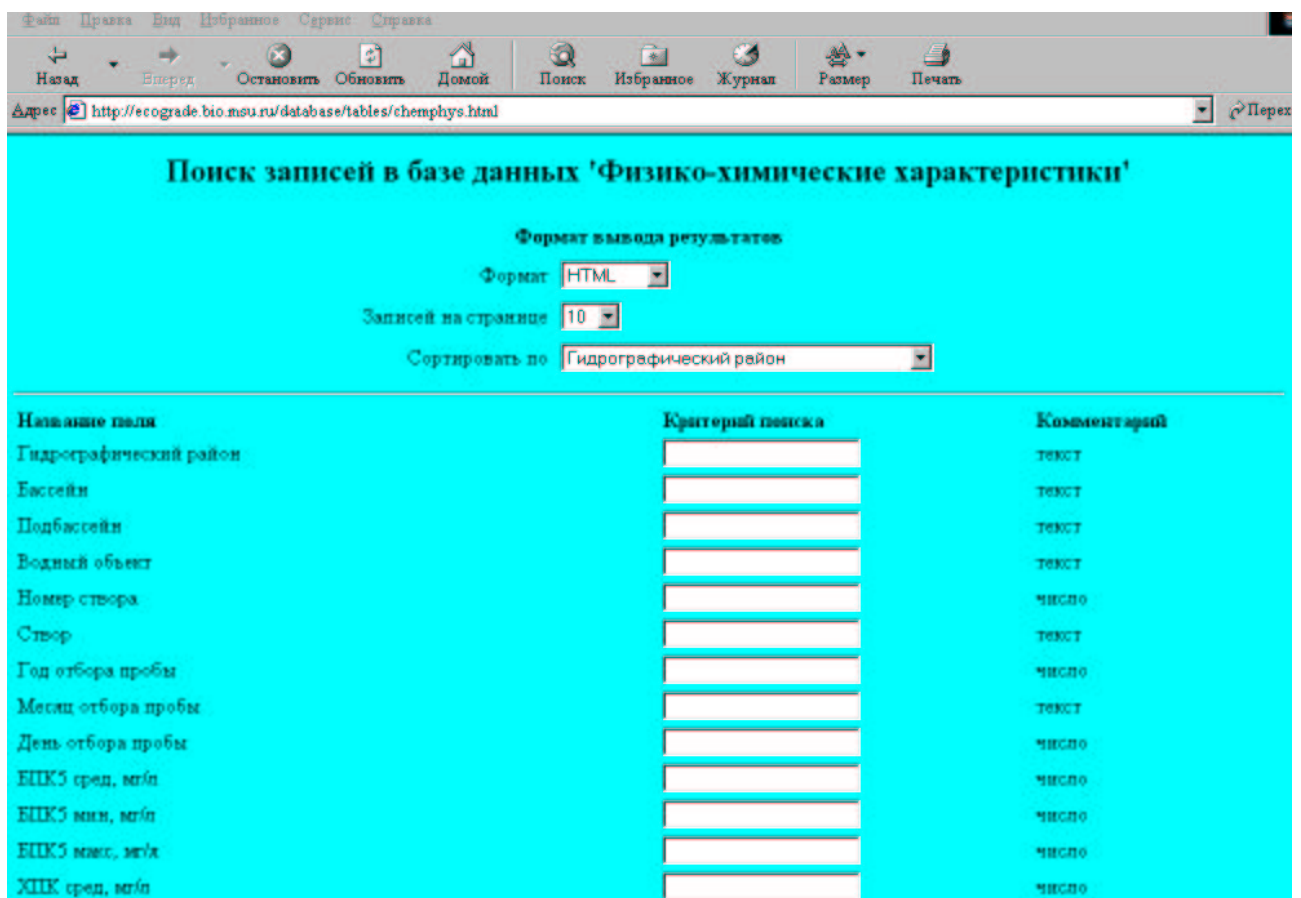 Файл Правка Вид Избранное Сервис Справка
Назад Вперед Остановить Обновить Домой Поиск Избранное Журнал Размер Печать
Адрес http://ecograde.bio.msu.ru/database/tables/chemphys.html Перех
Поиск записей в базе данных 'Физико-химические характеристики'
Формат вывода результатов
Формат HTML
Записей на странице 10
Сортировать по Гидрографический район
Название поля Критерий поиска Комментарий
Гидрографический район текст
Бассейн текст
Подбассейн текст
Водный объект текст
Номер створа число
Створ текст
Год отбора пробы число
Месяц отбора пробы текст
День отбора пробы число
БПК5 сред, мг/л число
БПК5 мин, мг/л число
БПК5 макс, мг/л число
ХПК сред, мг/л число